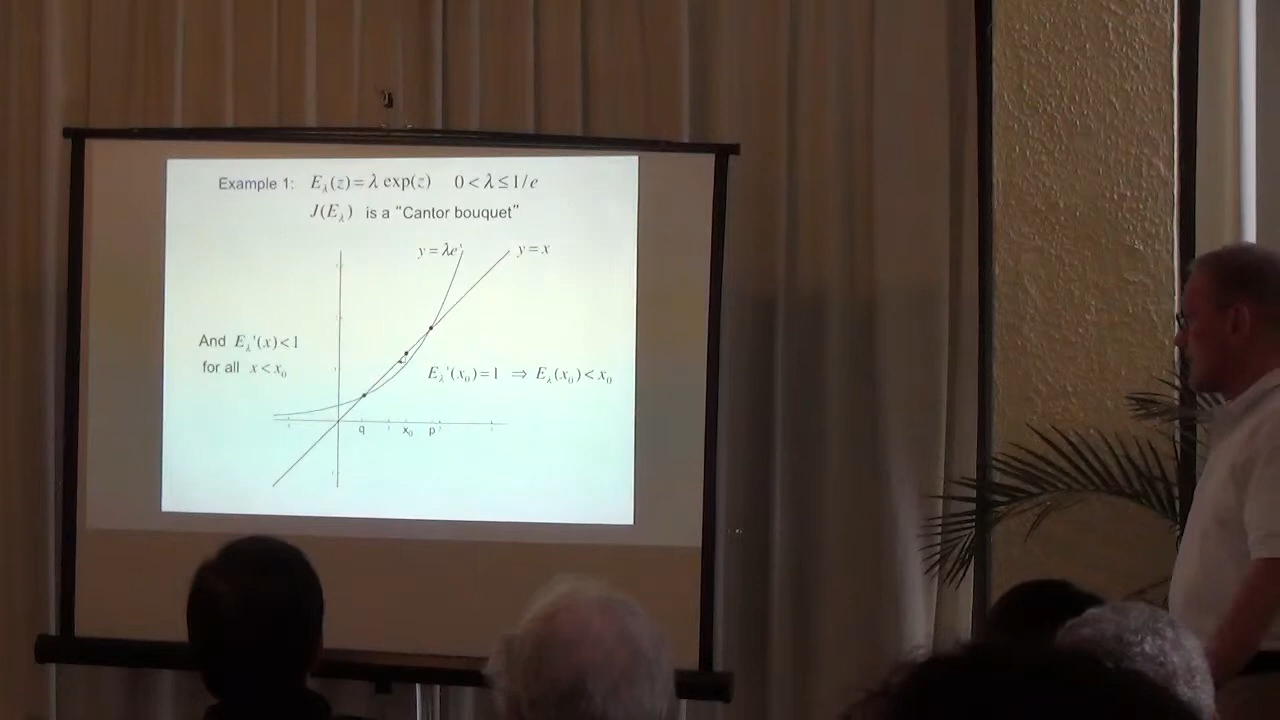 Example 1: E_λ(z) = λ exp(z) 0 < λ ≤ 1/e
J(E_λ) is a "Cantor bouquet"
y = λeˣ y = x
And E_λ'(x) < 1
for all x < x₀
E_λ'(x₀) = 1 ⇒ E_λ(x₀) < x₀
q x₀ p